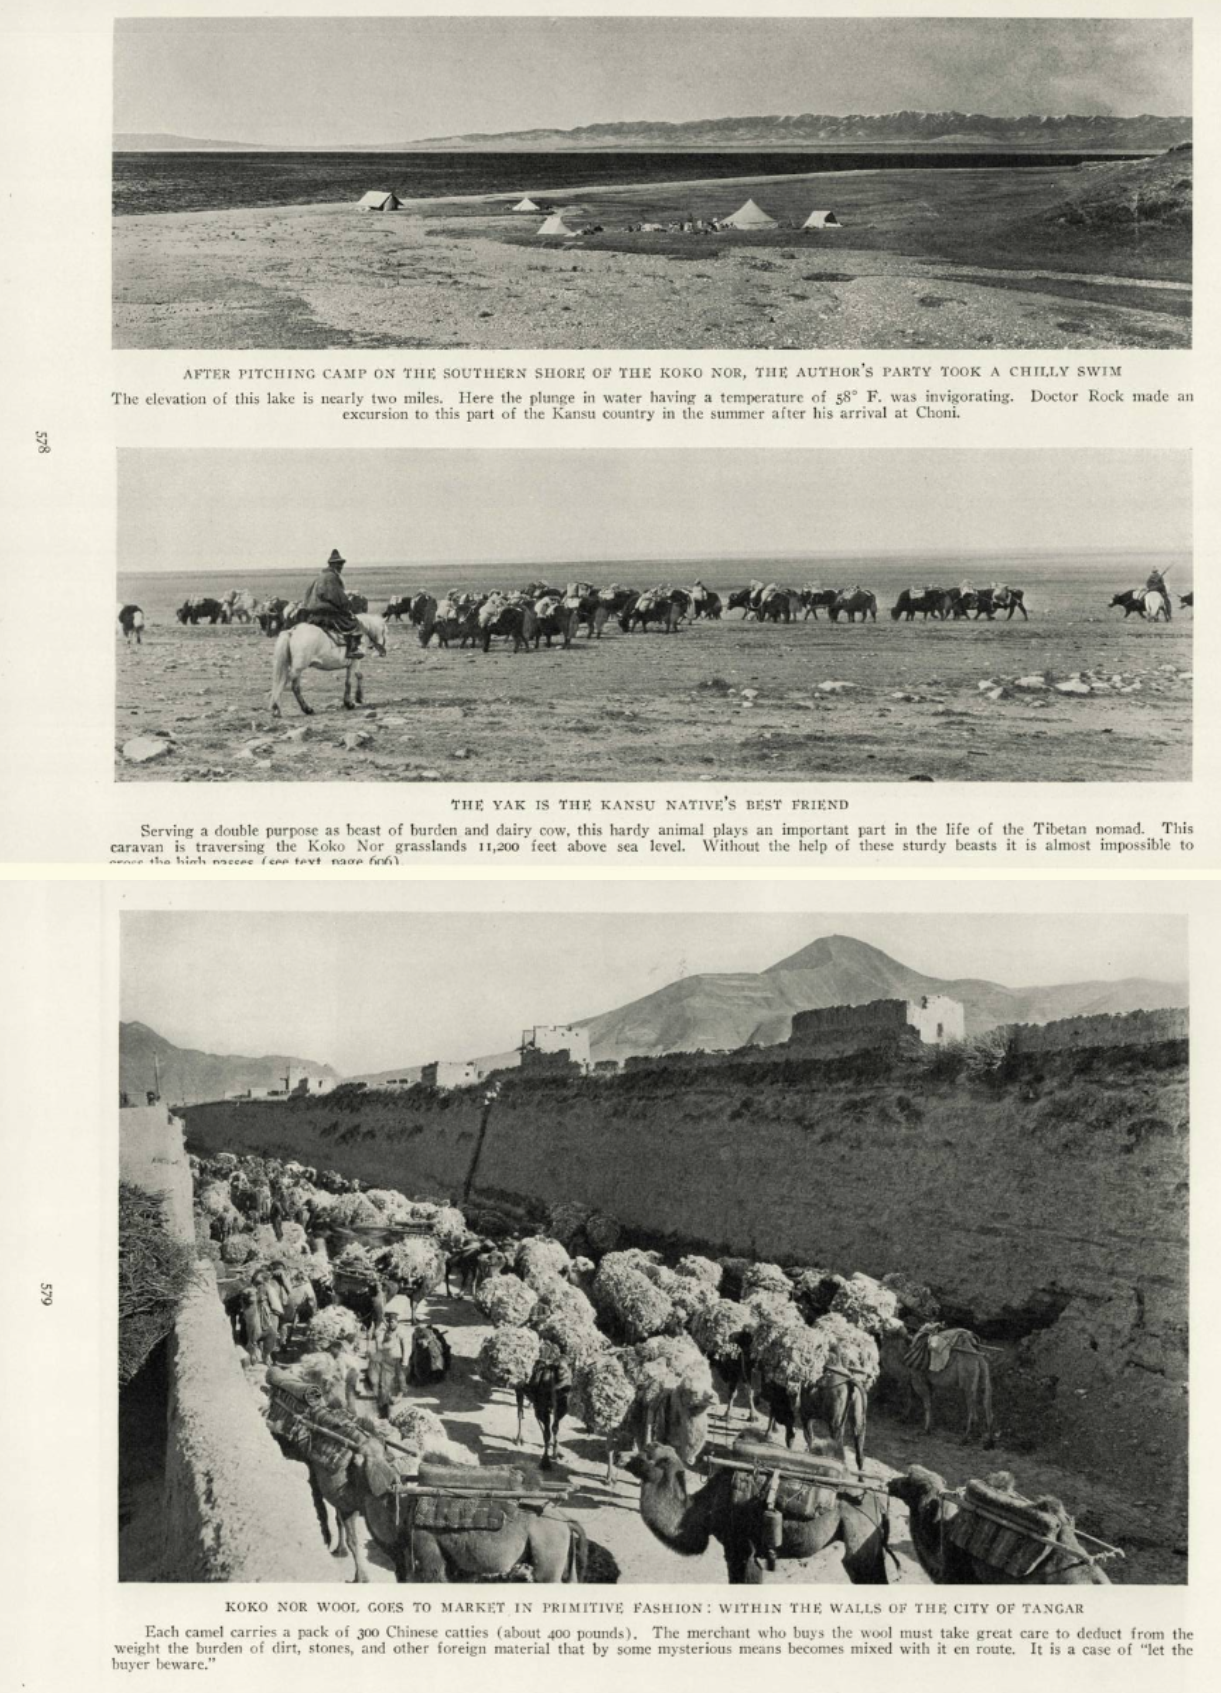 AFTER PITCHING CAMP ON THE SOUTHERN SHORE OF THE KOKO NOR, THE AUTHOR'S PARTY TOOK A CHILLY SWIM
The elevation of this lake is nearly two miles. Here the plunge in water having a temperature of 58° F. was invigorating. Doctor Rock made an
excursion to this part of the Kansu country in the summer after his arrival at Choni.
578
THE YAK IS THE KANSU NATIVE'S BEST FRIEND
Serving a double purpose as beast of burden and dairy cow, this hardy animal plays an important part in the life of the Tibetan nomad. This
caravan is traversing the Koko Nor grasslands 11,200 feet above sea level. Without the help of these sturdy beasts it is almost impossible to
cross the high passes (see text, page 606).
579
KOKO NOR WOOL GOES TO MARKET IN PRIMITIVE FASHION: WITHIN THE WALLS OF THE CITY OF TANGAR
Each camel carries a pack of 300 Chinese catties (about 400 pounds). The merchant who buys the wool must take great care to deduct from the
weight the burden of dirt, stones, and other foreign material that by some mysterious means becomes mixed with it en route. It is a case of "let the
buyer beware."